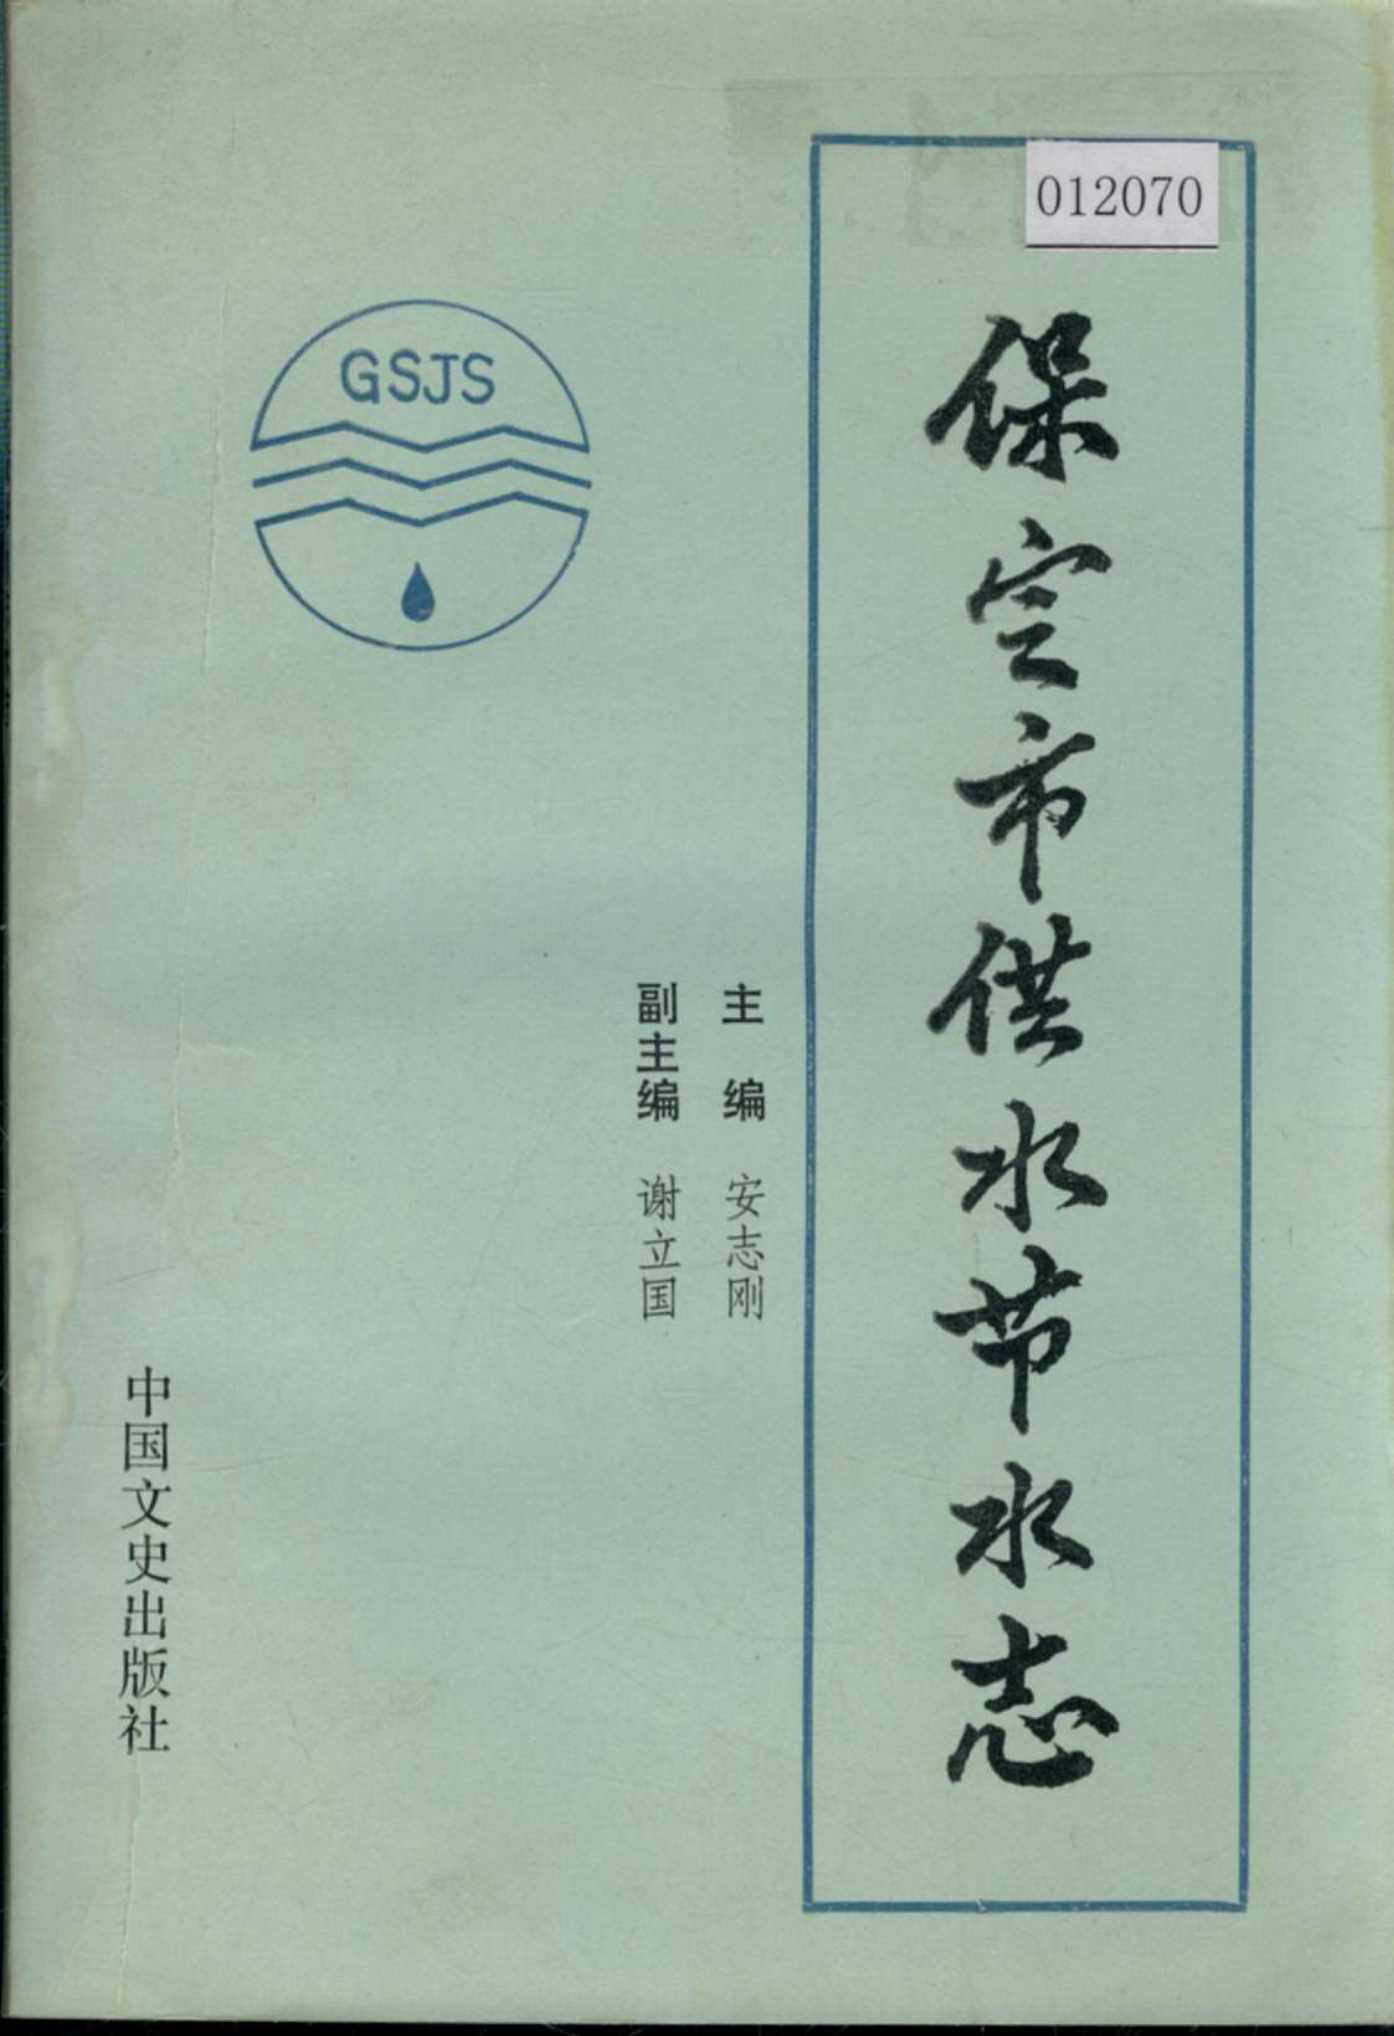 012070
保定市供水节水志
GSJS
主编 安志刚
副主编 谢立国
中国文史出版社